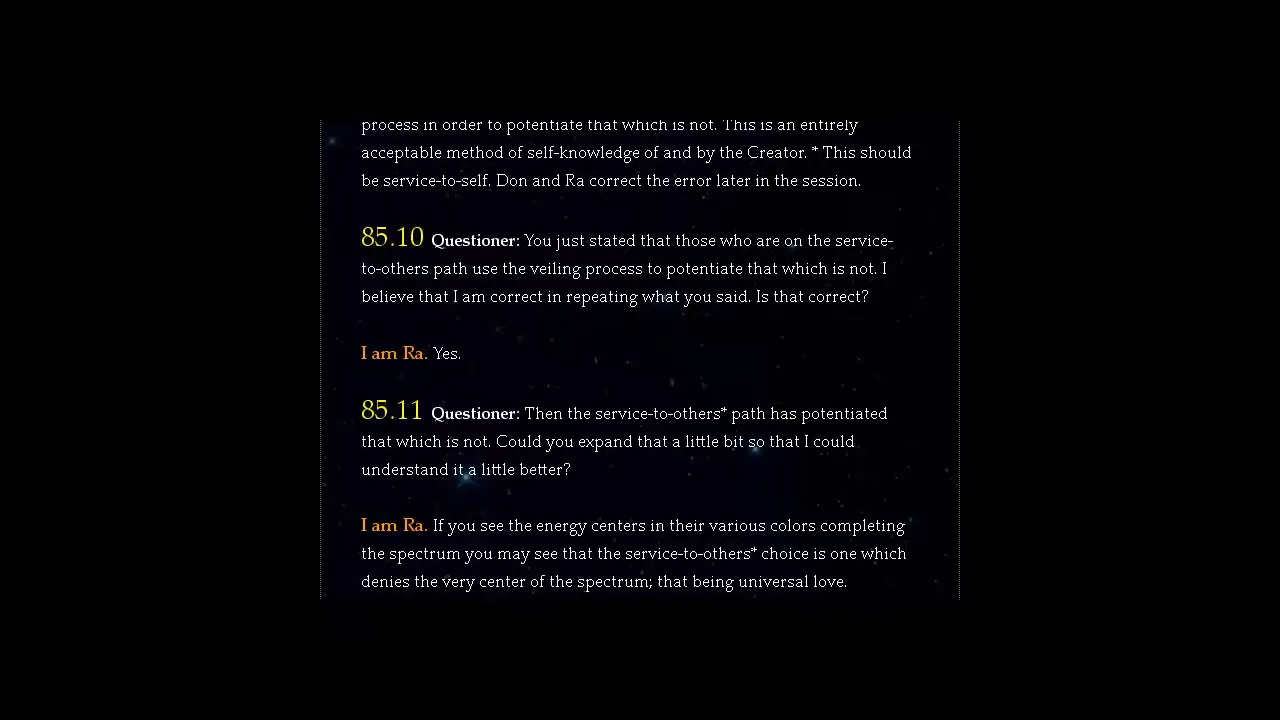 process in order to potentiate that which is not. This is an entirely
acceptable method of self-knowledge of and by the Creator. * This should
be service-to-self. Don and Ra correct the error later in the session.
85.10 Questioner: You just stated that those who are on the service-
to-others path use the veiling process to potentiate that which is not. I
believe that I am correct in repeating what you said. Is that correct?
I am Ra. Yes.
85.11 Questioner: Then the service-to-others* path has potentiated
that which is not. Could you expand that a little bit so that I could
understand it a little better?
I am Ra. If you see the energy centers in their various colors completing
the spectrum you may see that the service-to-others* choice is one which
denies the very center of the spectrum; that being universal love.